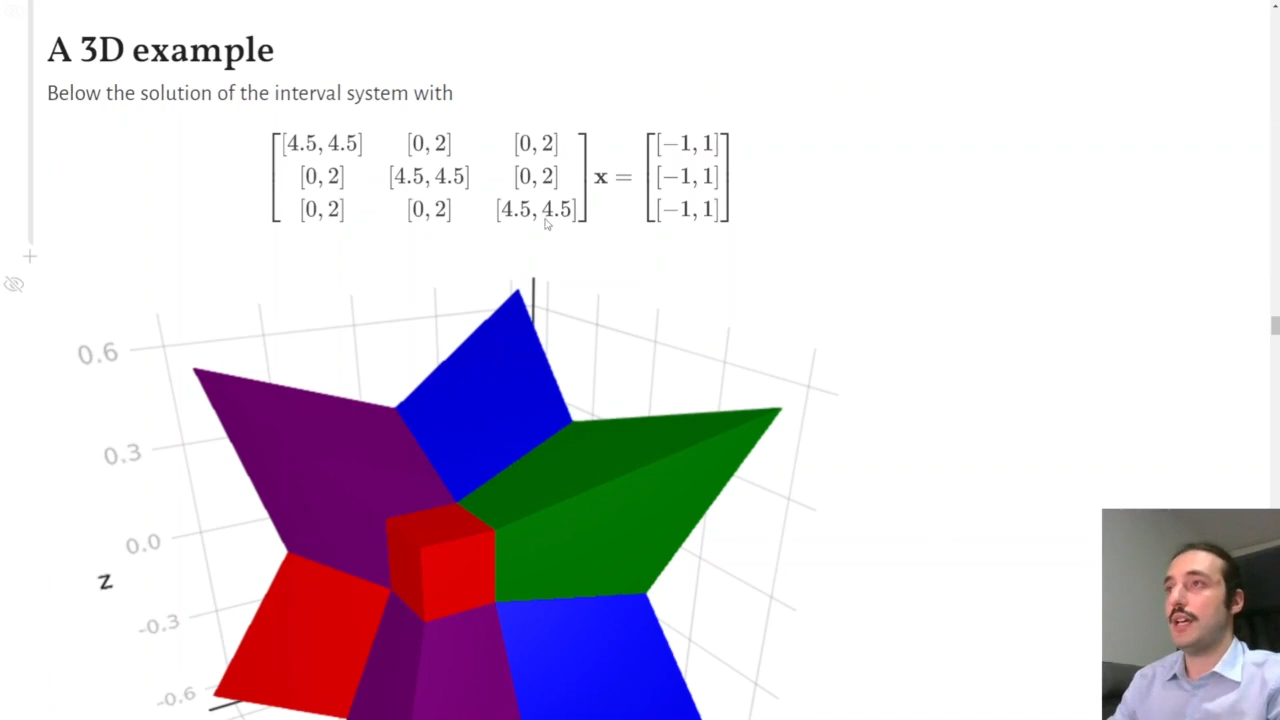 A 3D example
Below the solution of the interval system with
[4.5, 4.5] [0, 2] [0, 2] [−1, 1]
[0, 2] [4.5, 4.5] [0, 2] x = [−1, 1]
[0, 2] [0, 2] [4.5, 4.5] [−1, 1]
0.6
0.3
0.0
z
-0.3
-0.6